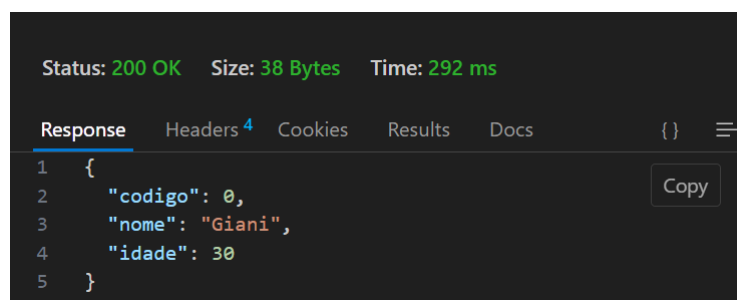 Status: 200 OK Size: 38 Bytes Time: 292 ms
Response Headers 4 Cookies Results Docs { }
Copy
1 {
2 "codigo": 0,
3 "nome": "Giani",
4 "idade": 30
5 }